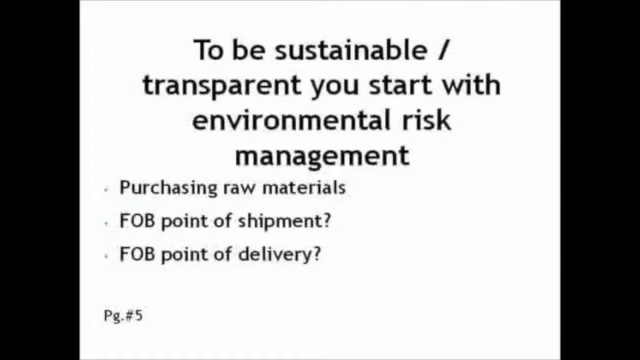 To be sustainable /
transparent you start with
environmental risk
management
Purchasing raw materials
FOB point of shipment?
FOB point of delivery?
Pg.#5